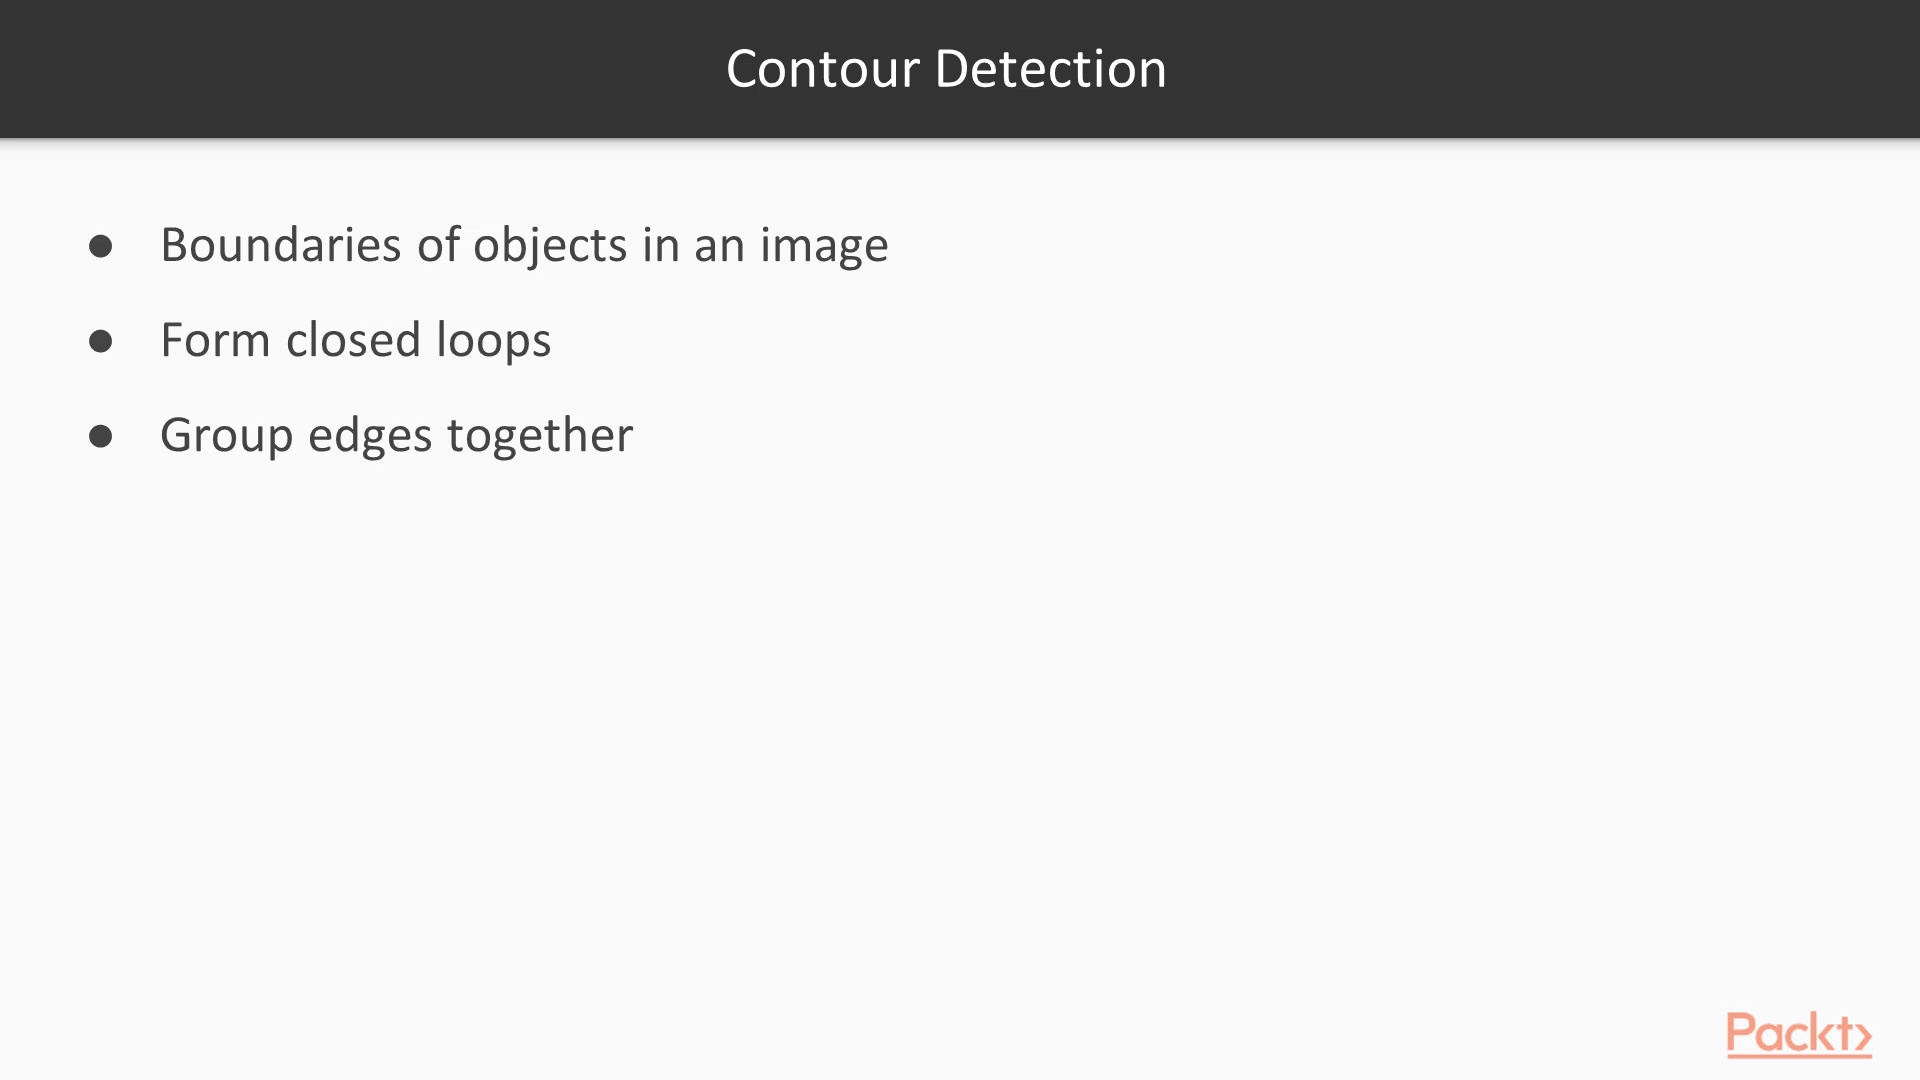 Contour Detection
● Boundaries of objects in an image
● Form closed loops
● Group edges together
Packt>